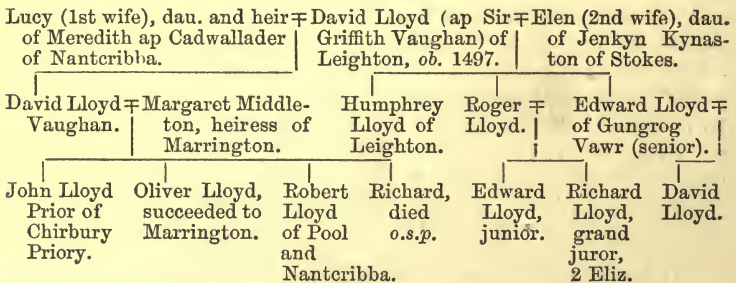 Lucy (1st wife), dau. and heir╤David Lloyd (ap Sir╤Elen (2nd wife), dau.
of Meredith ap Cadwallader Griffith Vaughan) of of Jenkyn Kynas-
of Nantcribba. Leighton, ob. 1497. ton of Stokes.
David Lloyd╤Margaret Middle- Humphrey Roger ╤ Edward Lloyd╤
Vaughan. ton, heiress of Lloyd of Lloyd. of Gungrog
Marrington. Leighton. Vawr (senior).
John Lloyd Oliver Lloyd, Robert Richard, Edward Richard David
Prior of succeeded to Lloyd died Lloyd, Lloyd, Lloyd.
Chirbury Marrington. of Pool o.s.p. junior. grand
Priory. and juror,
Nantcribba. 2 Eliz.